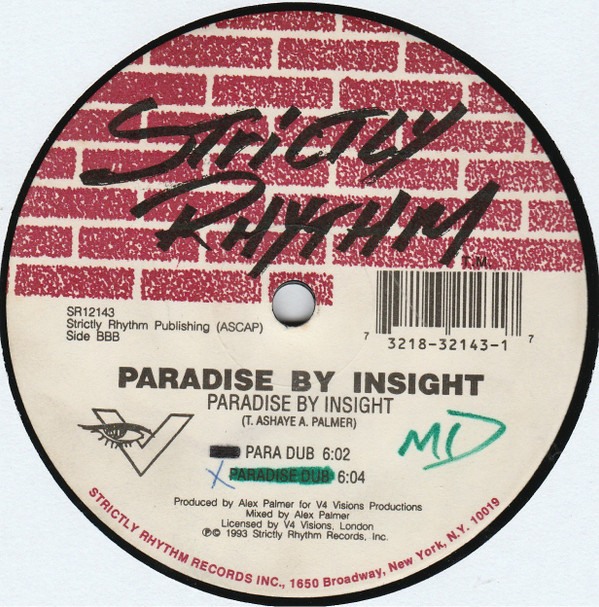 STRICTLY
RHYTHM
T.M.
SR12143
Strictly Rhythm Publishing (ASCAP)
Side BBB
7 3218-32143-1 7
PARADISE BY INSIGHT
PARADISE BY INSIGHT
(T. ASHAYE A. PALMER)
PARA DUB 6:02
X PARADISE DUB 6:04
MD
V
Produced by Alex Palmer for V4 Visions Productions
Mixed by Alex Palmer
Licensed by V4 Visions, London
℗© 1993 Strictly Rhythm Records, Inc.
STRICTLY RHYTHM RECORDS INC., 1650 Broadway, New York, N.Y. 10019